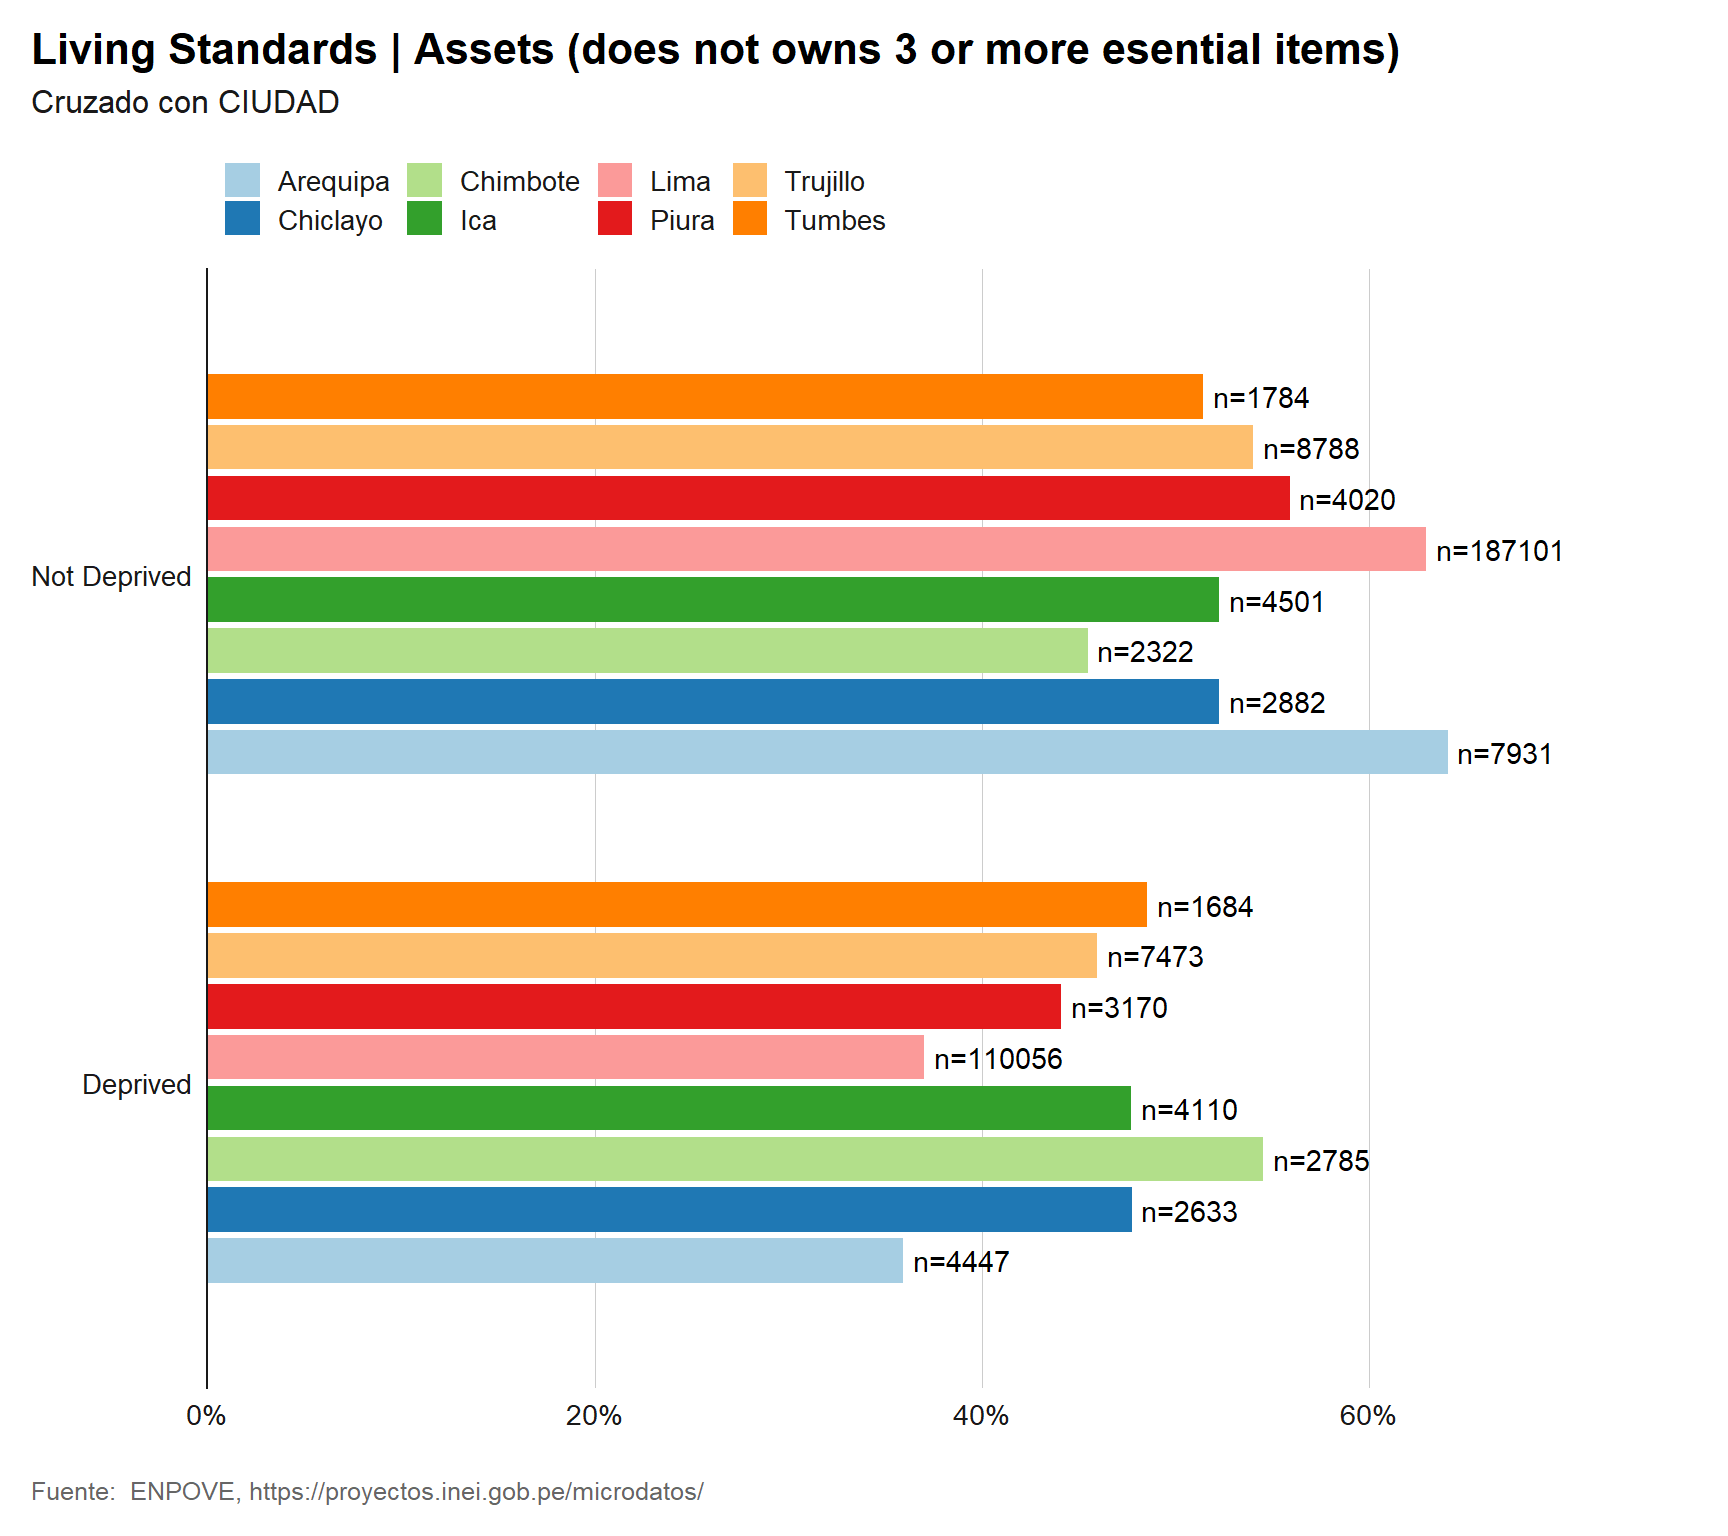 Living Standards | Assets (does not owns 3 or more esential items)
Cruzado con CIUDAD
Arequipa Chimbote Lima Trujillo
Chiclayo Ica Piura Tumbes
n=1784
n=8788
n=4020
n=187101
Not Deprived
n=4501
n=2322
n=2882
n=7931
n=1684
n=7473
n=3170
n=110056
Deprived
n=4110
n=2785
n=2633
n=4447
0% 20% 40% 60%
Fuente:  ENPOVE, https://proyectos.inei.gob.pe/microdatos/